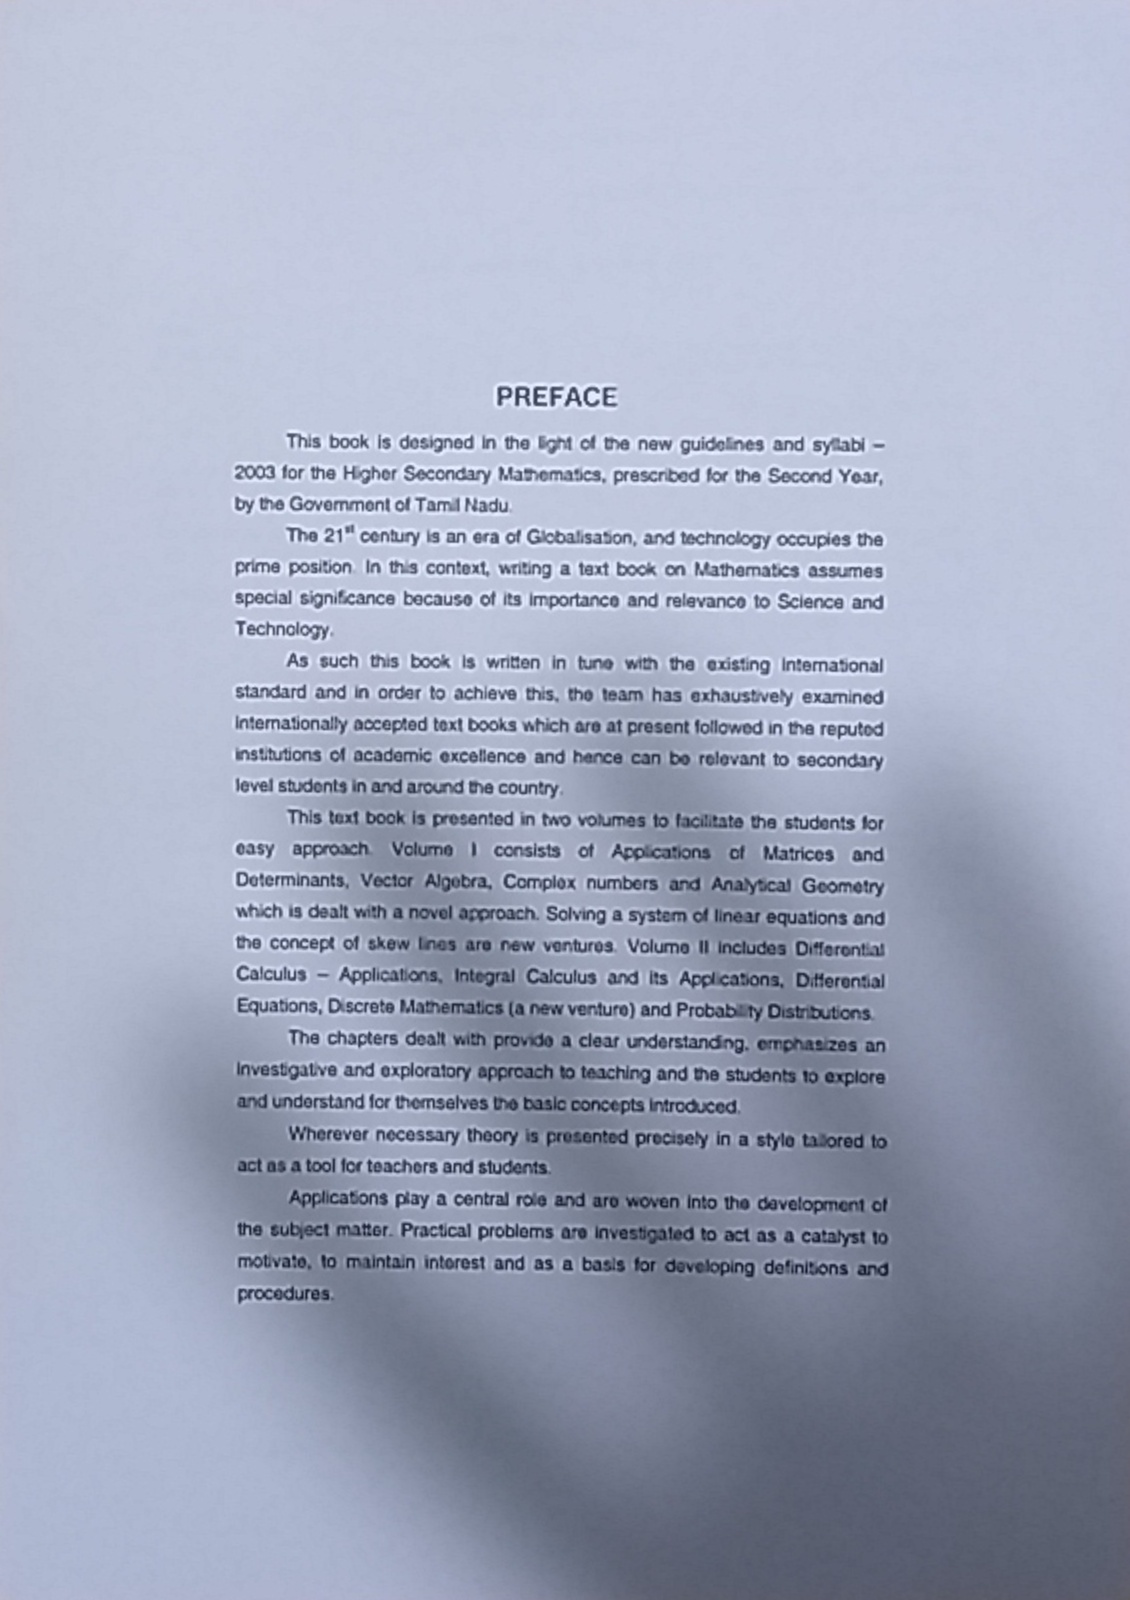 PREFACE
This book is designed in the light of the new guidelines and syllabi –
2003 for the Higher Secondary Mathematics, prescribed for the Second Year,
by the Government of Tamil Nadu.
The 21st century is an era of Globalisation, and technology occupies the
prime position. In this context, writing a text book on Mathematics assumes
special significance because of its importance and relevance to Science and
Technology.
As such this book is written in tune with the existing International
standard and in order to achieve this, the team has exhaustively examined
internationally accepted text books which are at present followed in the reputed
institutions of academic excellence and hence can be relevant to secondary
level students in and around the country.
This text book is presented in two volumes to facilitate the students for
easy approach. Volume I consists of Applications of Matrices and
Determinants, Vector Algebra, Complex numbers and Analytical Geometry
which is dealt with a novel approach. Solving a system of linear equations and
the concept of skew lines are new ventures. Volume II includes Differential
Calculus – Applications, Integral Calculus and its Applications, Differential
Equations, Discrete Mathematics (a new venture) and Probability Distributions.
The chapters dealt with provide a clear understanding, emphasizes an
investigative and exploratory approach to teaching and the students to explore
and understand for themselves the basic concepts introduced.
Wherever necessary theory is presented precisely in a style tailored to
act as a tool for teachers and students.
Applications play a central role and are woven into the development of
the subject matter. Practical problems are investigated to act as a catalyst to
motivate, to maintain interest and as a basis for developing definitions and
procedures.